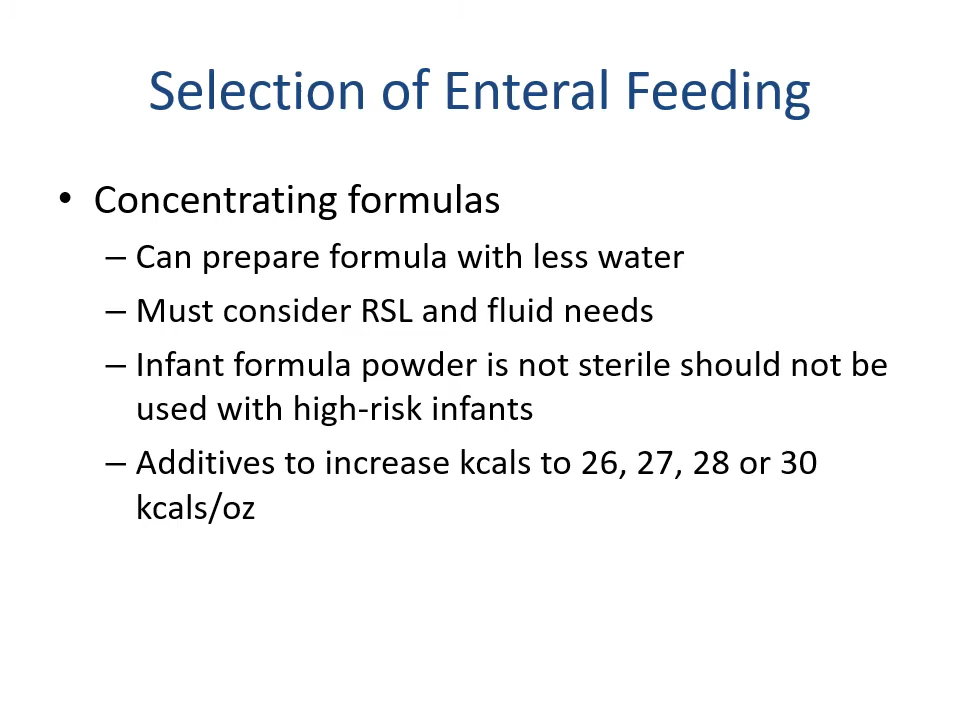 Selection of Enteral Feeding
• Concentrating formulas
– Can prepare formula with less water
– Must consider RSL and fluid needs
– Infant formula powder is not sterile should not be
used with high-risk infants
– Additives to increase kcals to 26, 27, 28 or 30
kcals/oz